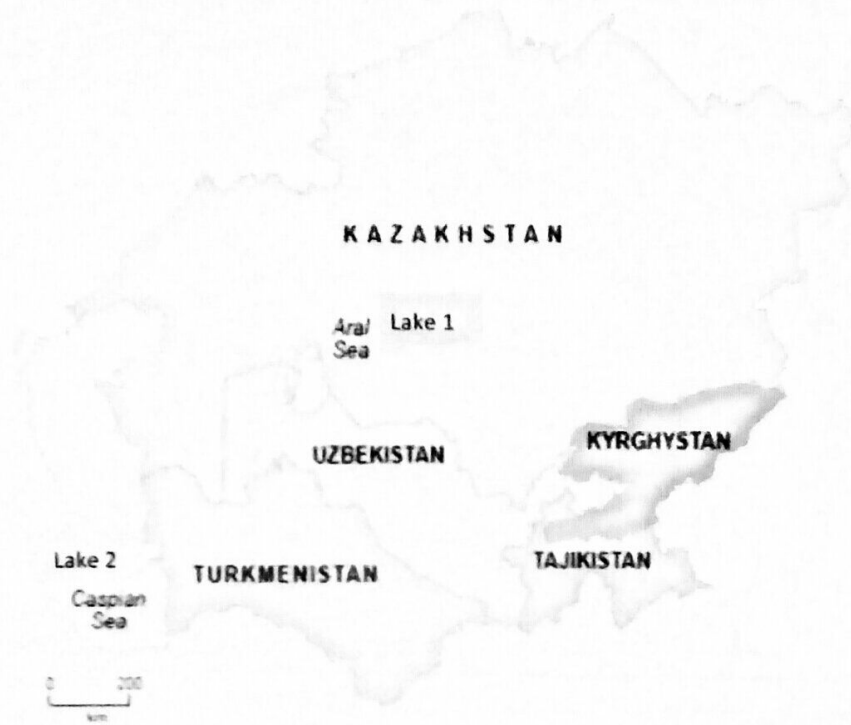 KAZAKHSTAN
Aral
Sea
Lake 1
KYRGHYSTAN
UZBEKISTAN
Lake 2
TURKMENISTAN
TAJIKISTAN
Caspian
Sea
0 200
km